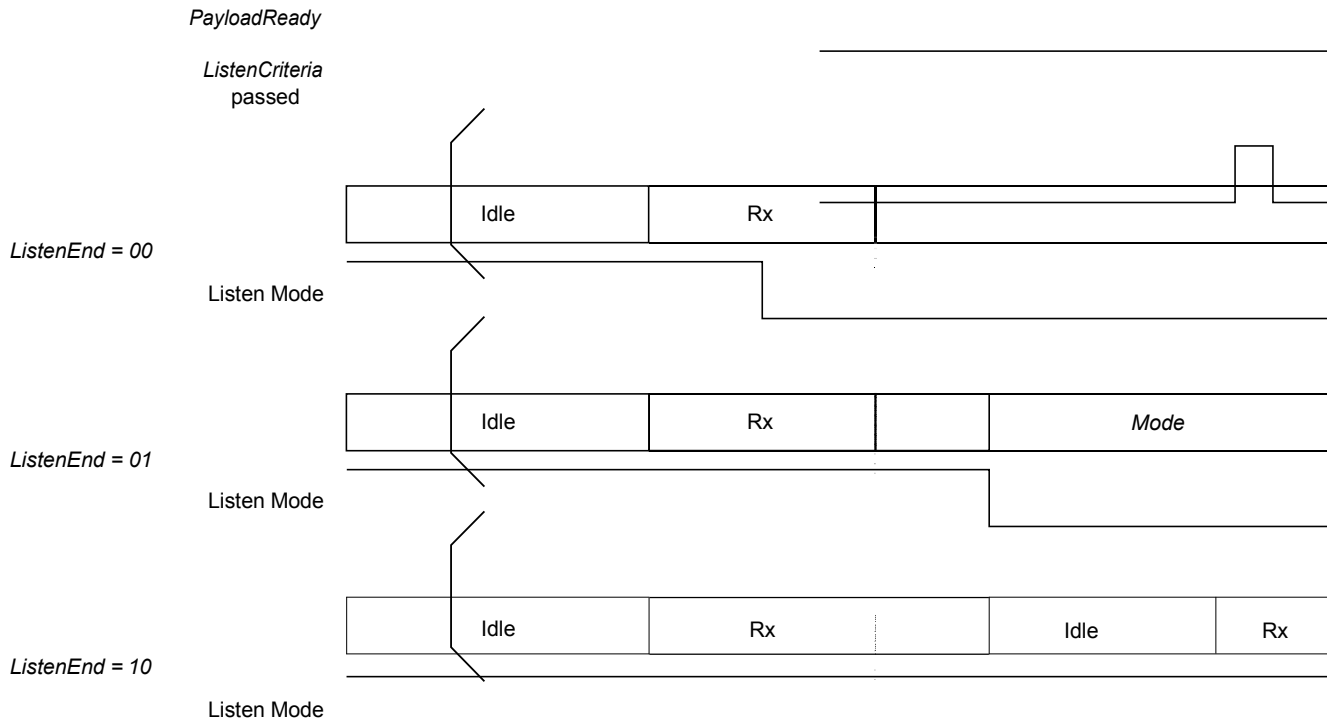 PayloadReady
ListenCriteria
passed
Idle Rx
ListenEnd = 00
Listen Mode
Idle Rx Mode
ListenEnd = 01
Listen Mode
Idle Rx Idle Rx
ListenEnd = 10
Listen Mode